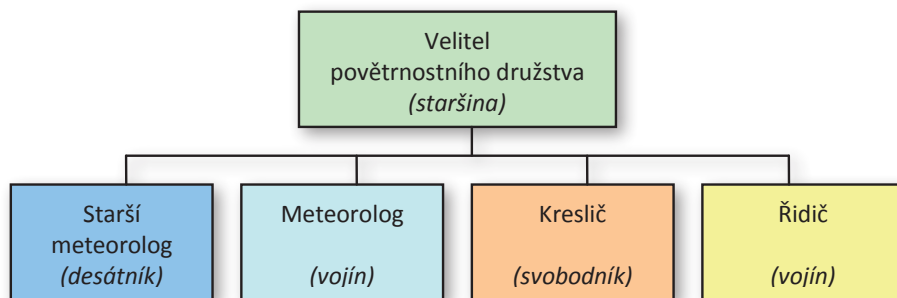 Velitel
povětrnostního družstva
(staršina)
Starší
meteorolog
(desátník)
Meteorolog
(vojín)
Kreslič
(svobodník)
Řidič
(vojín)